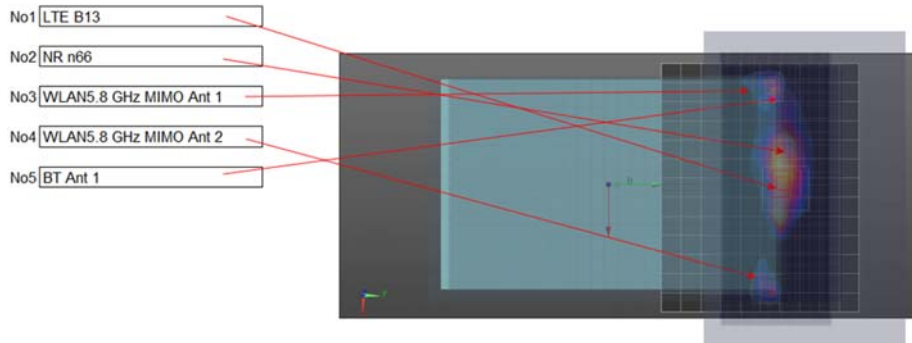 No1 LTE B13
No2 NR n66
No3 WLAN5.8 GHz MIMO Ant 1
No4 WLAN5.8 GHz MIMO Ant 2
No5 BT Ant 1